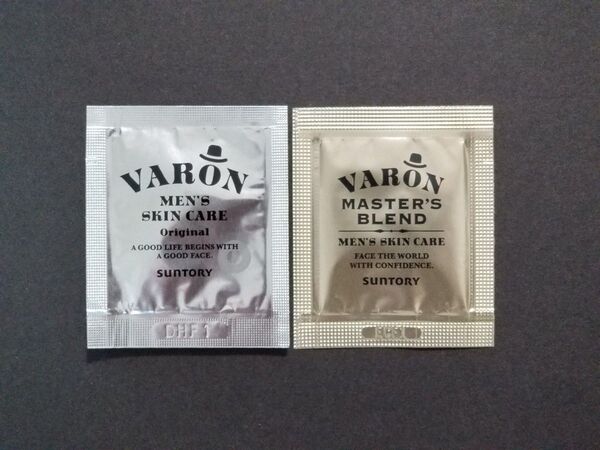 VARON
MEN'S
SKIN CARE
Original
A GOOD LIFE BEGINS WITH
A GOOD FACE.
SUNTORY
DHF1
VARON
MASTER'S
BLEND
MEN'S SKIN CARE
FACE THE WORLD
WITH CONFIDENCE.
SUNTORY